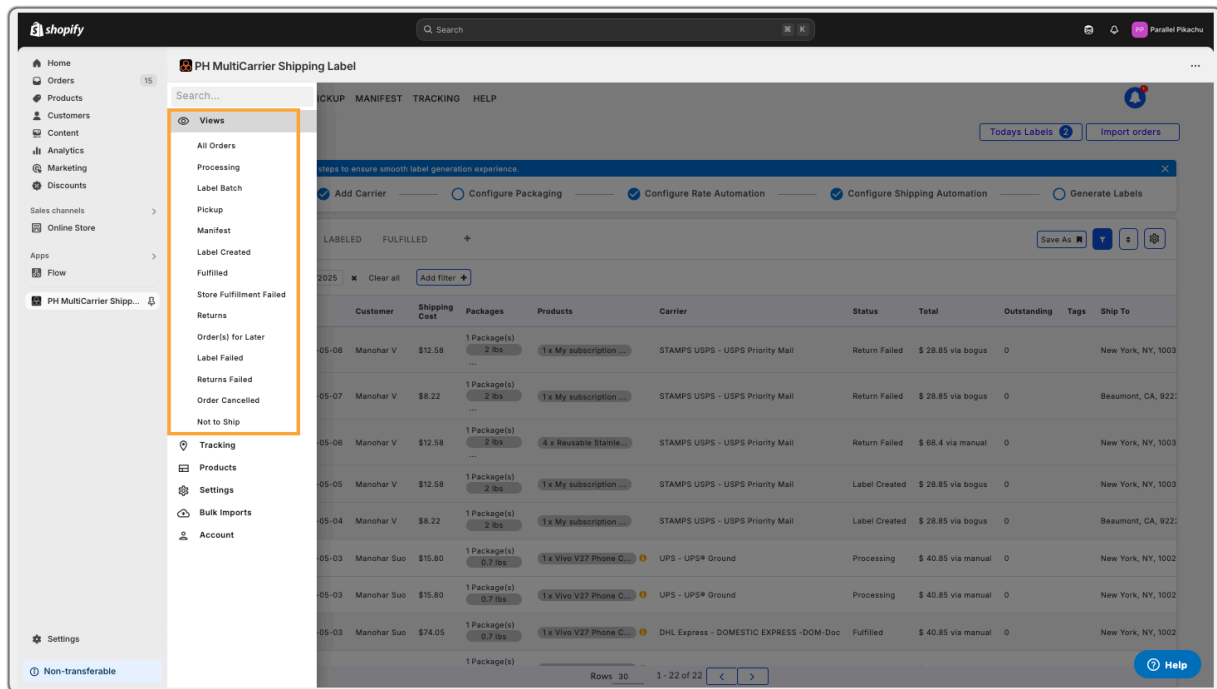 shopify
Search
⌘ K
PP
Parallel Pikachu
Home
Orders 15
Products
Customers
Content
Analytics
Marketing
Discounts
Sales channels
Online Store
Apps
Flow
PH MultiCarrier Shipp...
Settings
Non-transferable
PH MultiCarrier Shipping Label
Search...
Views
All Orders
Processing
Label Batch
Pickup
Manifest
Label Created
Fulfilled
Store Fulfillment Failed
Returns
Order(s) for Later
Label Failed
Returns Failed
Order Cancelled
Not to Ship
Tracking
Products
Settings
Bulk Imports
Account
ICKUP MANIFEST TRACKING HELP
Todays Labels 2 Import orders
steps to ensure smooth label generation experience.
Add Carrier Configure Packaging Configure Rate Automation Configure Shipping Automation Generate Labels
LABELED FULFILLED + Save As
2025 × Clear all Add filter +
Customer Shipping Cost Packages Products Carrier Status Total Outstanding Tags Ship To
-05-08 Manohar V $12.58 1 Package(s) 2 lbs ... 1 x My subscription ... STAMPS USPS - USPS Priority Mail Return Failed $ 28.85 via bogus 0 New York, NY, 1003
-05-07 Manohar V $8.22 1 Package(s) 2 lbs ... 1 x My subscription ... STAMPS USPS - USPS Priority Mail Return Failed $ 28.85 via bogus 0 Beaumont, CA, 922
-05-06 Manohar V $12.58 1 Package(s) 2 lbs ... 4 x Reusable Stainle... STAMPS USPS - USPS Priority Mail Return Failed $ 68.4 via manual 0 New York, NY, 1003
-05-05 Manohar V $12.58 1 Package(s) 2 lbs 1 x My subscription ... STAMPS USPS - USPS Priority Mail Label Created $ 28.85 via bogus 0 New York, NY, 1003
-05-04 Manohar V $8.22 1 Package(s) 2 lbs 1 x My subscription ... STAMPS USPS - USPS Priority Mail Label Created $ 28.85 via bogus 0 Beaumont, CA, 922
-05-03 Manohar Suo $15.80 1 Package(s) 0.7 lbs 1 x Vivo V27 Phone C... UPS - UPS® Ground Processing $ 40.85 via manual 0 New York, NY, 1002
-05-03 Manohar Suo $15.80 1 Package(s) 0.7 lbs 1 x Vivo V27 Phone C... UPS - UPS® Ground Processing $ 40.85 via manual 0 New York, NY, 1002
-05-03 Manohar Suo $74.05 1 Package(s) 0.7 lbs 1 x Vivo V27 Phone C... DHL Express - DOMESTIC EXPRESS -DOM-Doc Fulfilled $ 40.85 via manual 0 New York, NY, 1002
1 Package(s)
Rows 30 1 - 22 of 22 < >
Help